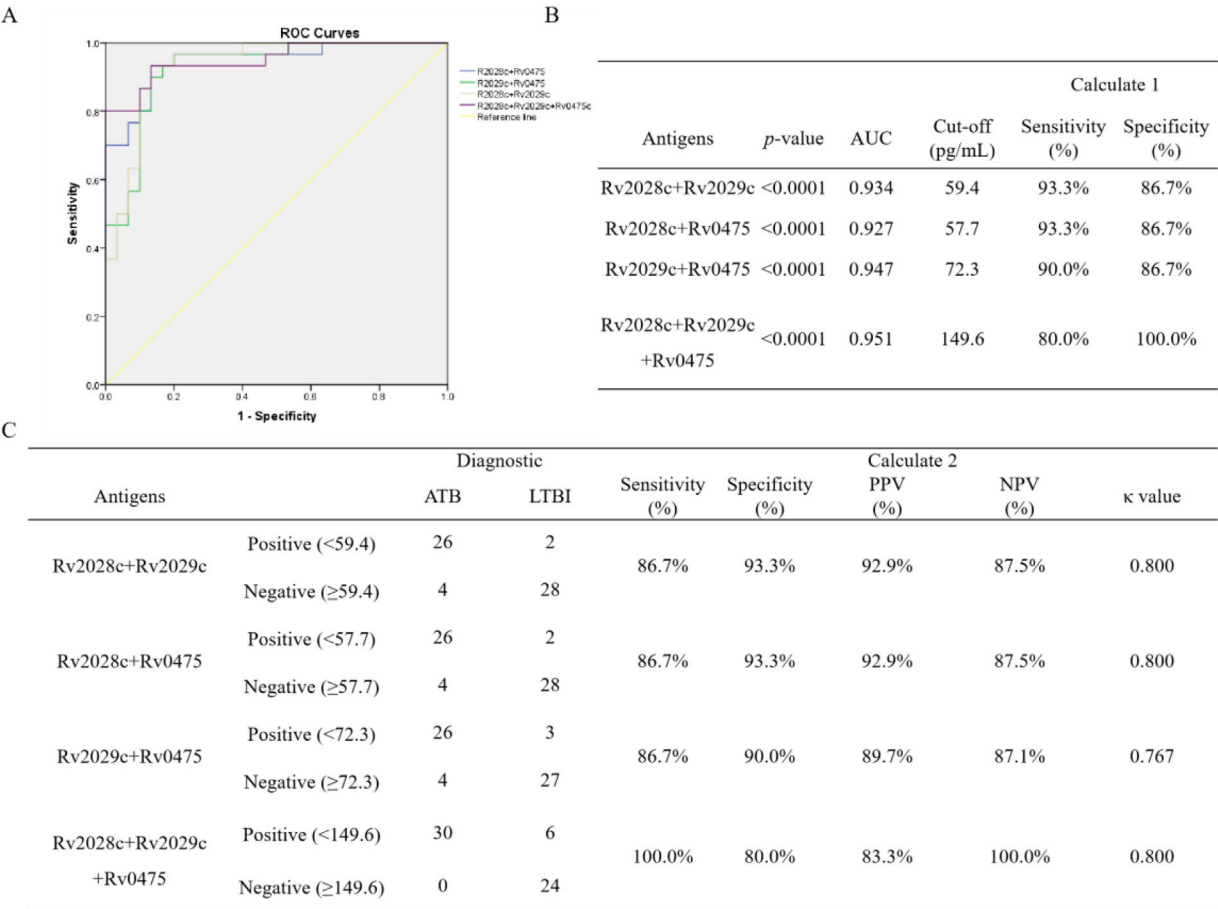 A
ROC Curves
1.0
0.8
0.6
0.4
0.2
0.0
Sensitivity
0.0 0.2 0.4 0.6 0.8 1.0
1 - Specificity
R2028c+Rv0475
R2029c+Rv0475
R2028c+Rv2029c
R2028c+Rv2029c+Rv0475c
Reference line
B
Calculate 1
Antigens p-value AUC Cut-off (pg/mL) Sensitivity (%) Specificity (%)
Rv2028c+Rv2029c <0.0001 0.934 59.4 93.3% 86.7%
Rv2028c+Rv0475 <0.0001 0.927 57.7 93.3% 86.7%
Rv2029c+Rv0475 <0.0001 0.947 72.3 90.0% 86.7%
Rv2028c+Rv2029c
+Rv0475
<0.0001 0.951 149.6 80.0% 100.0%
C
Diagnostic Calculate 2
Antigens ATB LTBI Sensitivity (%) Specificity (%) PPV (%) NPV (%) κ value
Rv2028c+Rv2029c
Positive (<59.4) 26 2
Negative (≥59.4) 4 28
86.7% 93.3% 92.9% 87.5% 0.800
Rv2028c+Rv0475
Positive (<57.7) 26 2
Negative (≥57.7) 4 28
86.7% 93.3% 92.9% 87.5% 0.800
Rv2029c+Rv0475
Positive (<72.3) 26 3
Negative (≥72.3) 4 27
86.7% 90.0% 89.7% 87.1% 0.767
Rv2028c+Rv2029c
+Rv0475
Positive (<149.6) 30 6
Negative (≥149.6) 0 24
100.0% 80.0% 83.3% 100.0% 0.800